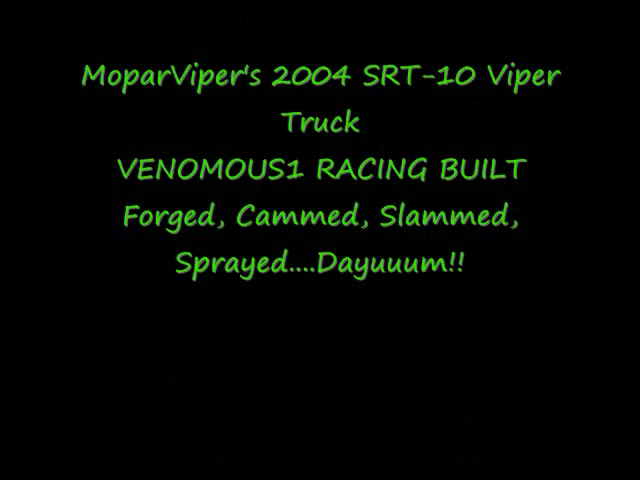 MoparViper's 2004 SRT-10 Viper
Truck
VENOMOUS1 RACING BUILT
Forged, Cammed, Slammed,
Sprayed....Dayuuum!!